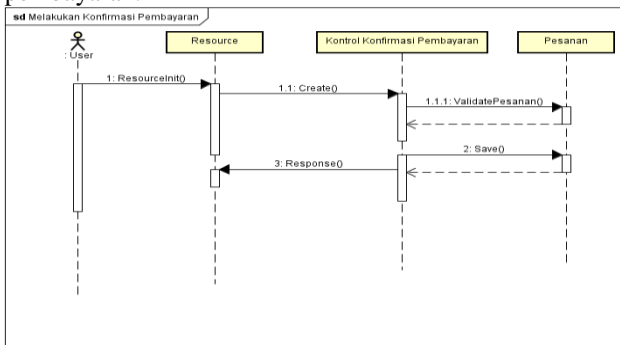 sd Melakukan Konfirmasi Pembayaran
: User
Resource
Kontrol Konfirmasi Pembayaran
Pesanan
1: ResourceInit()
1.1: Create()
1.1.1: ValidatePesanan()
2: Save()
3: Response()